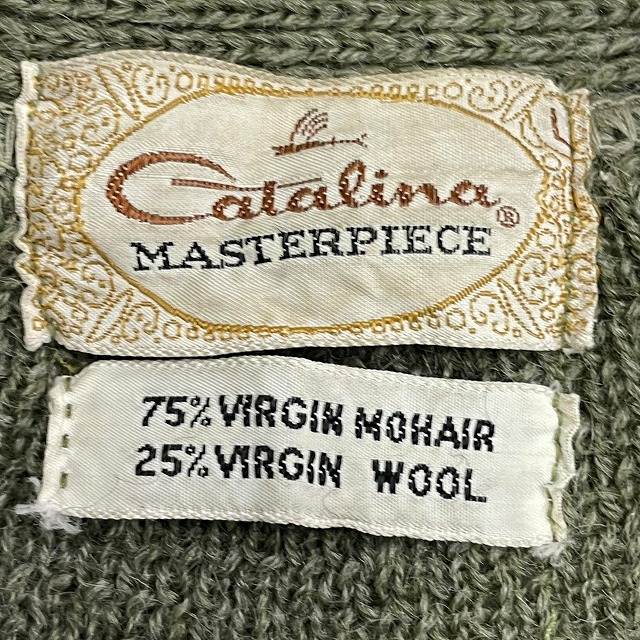 Catalina®
MASTERPIECE
75% VIRGIN MOHAIR
25% VIRGIN WOOL